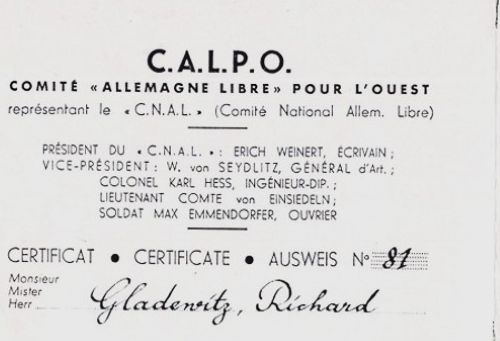 C.A.L.P.O.
COMITÉ «ALLEMAGNE LIBRE» POUR L'OUEST
représentant le «C.N.A.L.» (Comité National Allem. Libre)
PRÉSIDENT DU «C.N.A.L.»: ERICH WEINERT, ÉCRIVAIN;
VICE-PRÉSIDENT: W. von SEYDLITZ, GÉNÉRAL d'Art.;
COLONEL KARL HESS, INGÉNIEUR-DIP.;
LIEUTENANT COMTE von EINSIEDELN;
SOLDAT MAX EMMENDORFER, OUVRIER
CERTIFICAT • CERTIFICATE • AUSWEIS N° 81
Monsieur
Mister
Herr Gladewitz, Richard